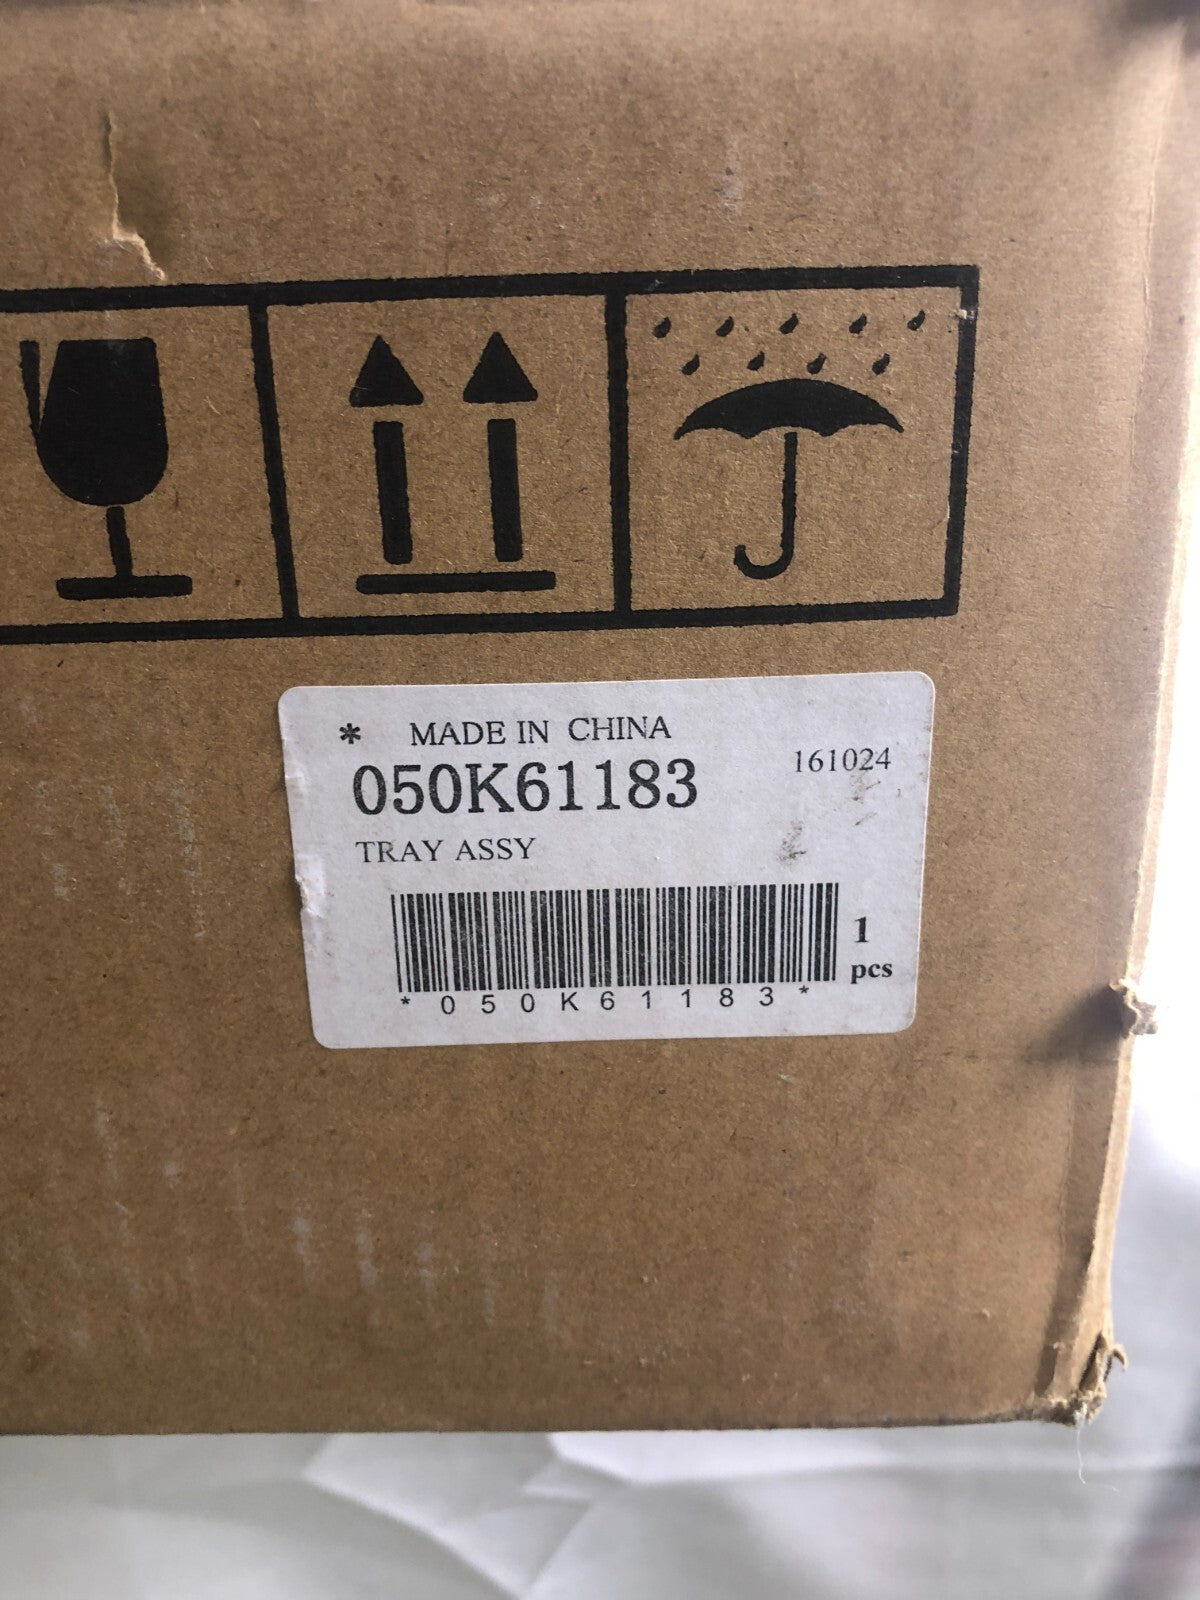 * MADE IN CHINA
050K61183
161024
TRAY ASSY
1
pcs
*050K61183*